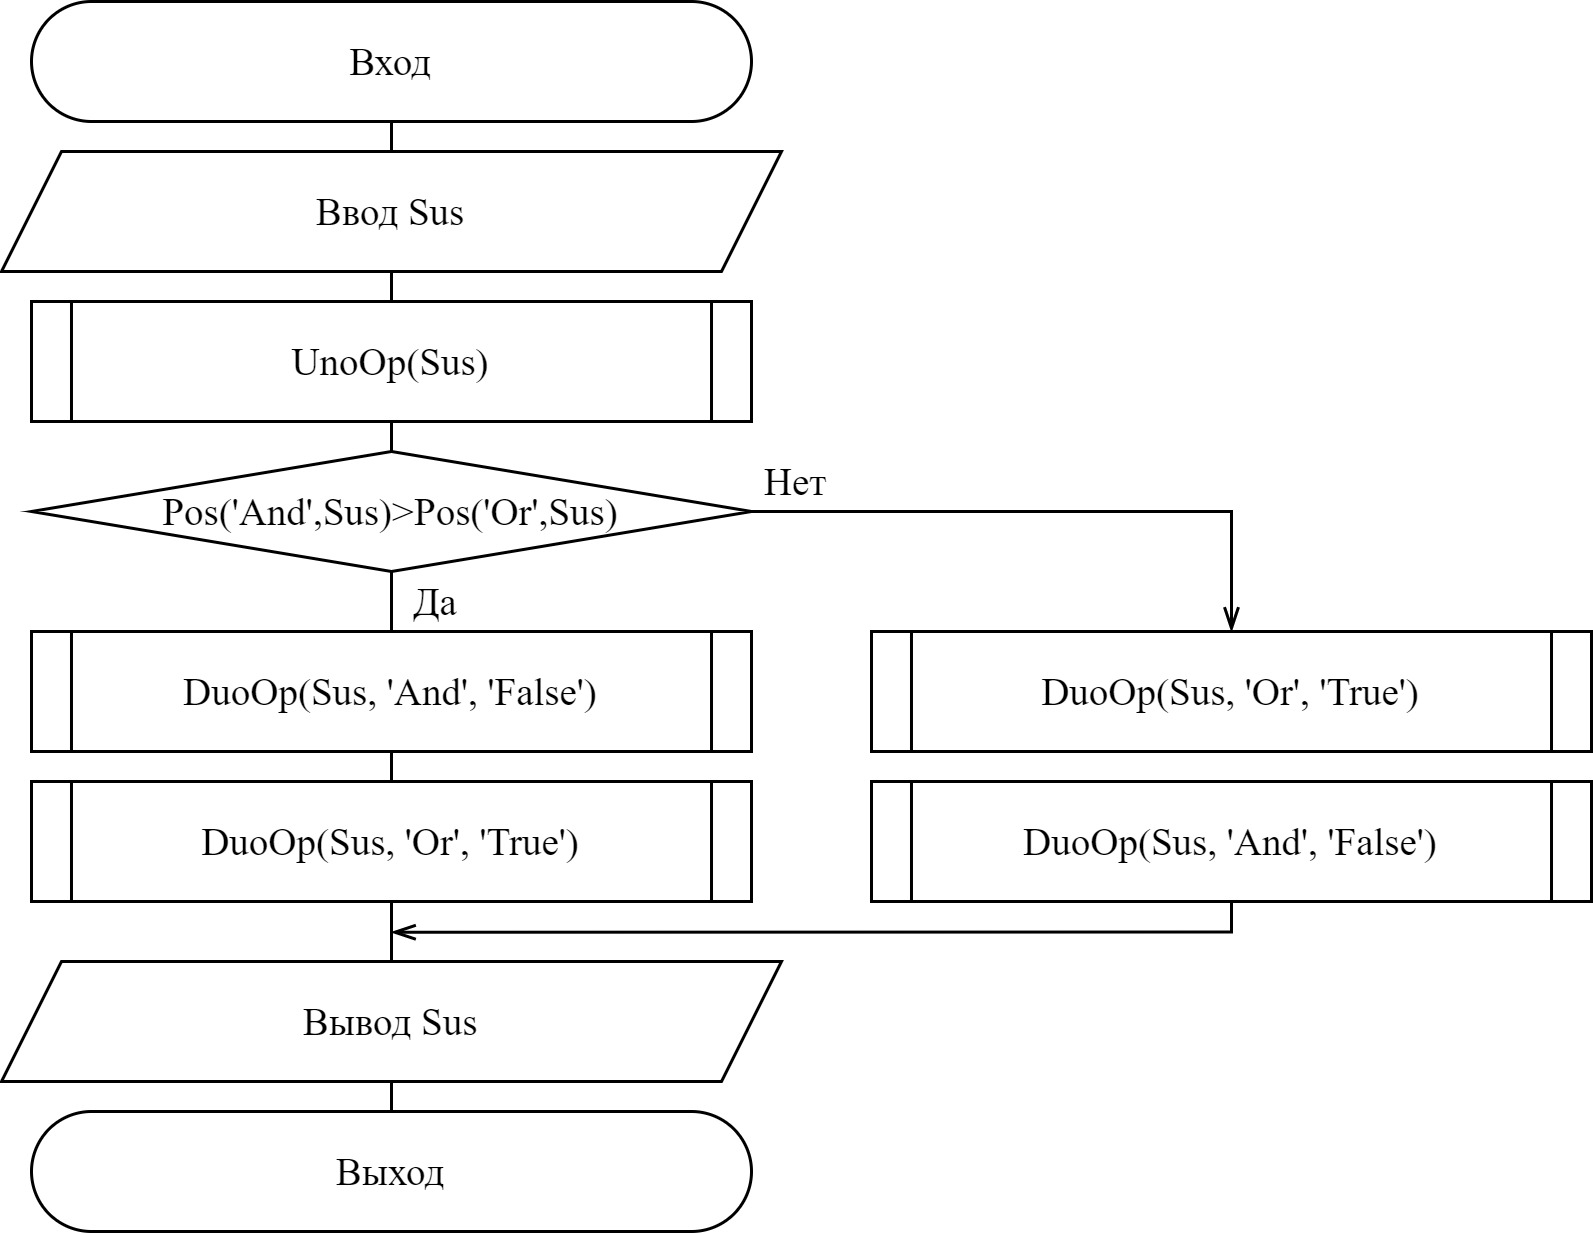 Вход
Ввод Sus
UnoOp(Sus)
Pos('And',Sus)>Pos('Or',Sus)
Нет
Да
DuoOp(Sus, 'And', 'False')
DuoOp(Sus, 'Or', 'True')
DuoOp(Sus, 'Or', 'True')
DuoOp(Sus, 'And', 'False')
Вывод Sus
Выход